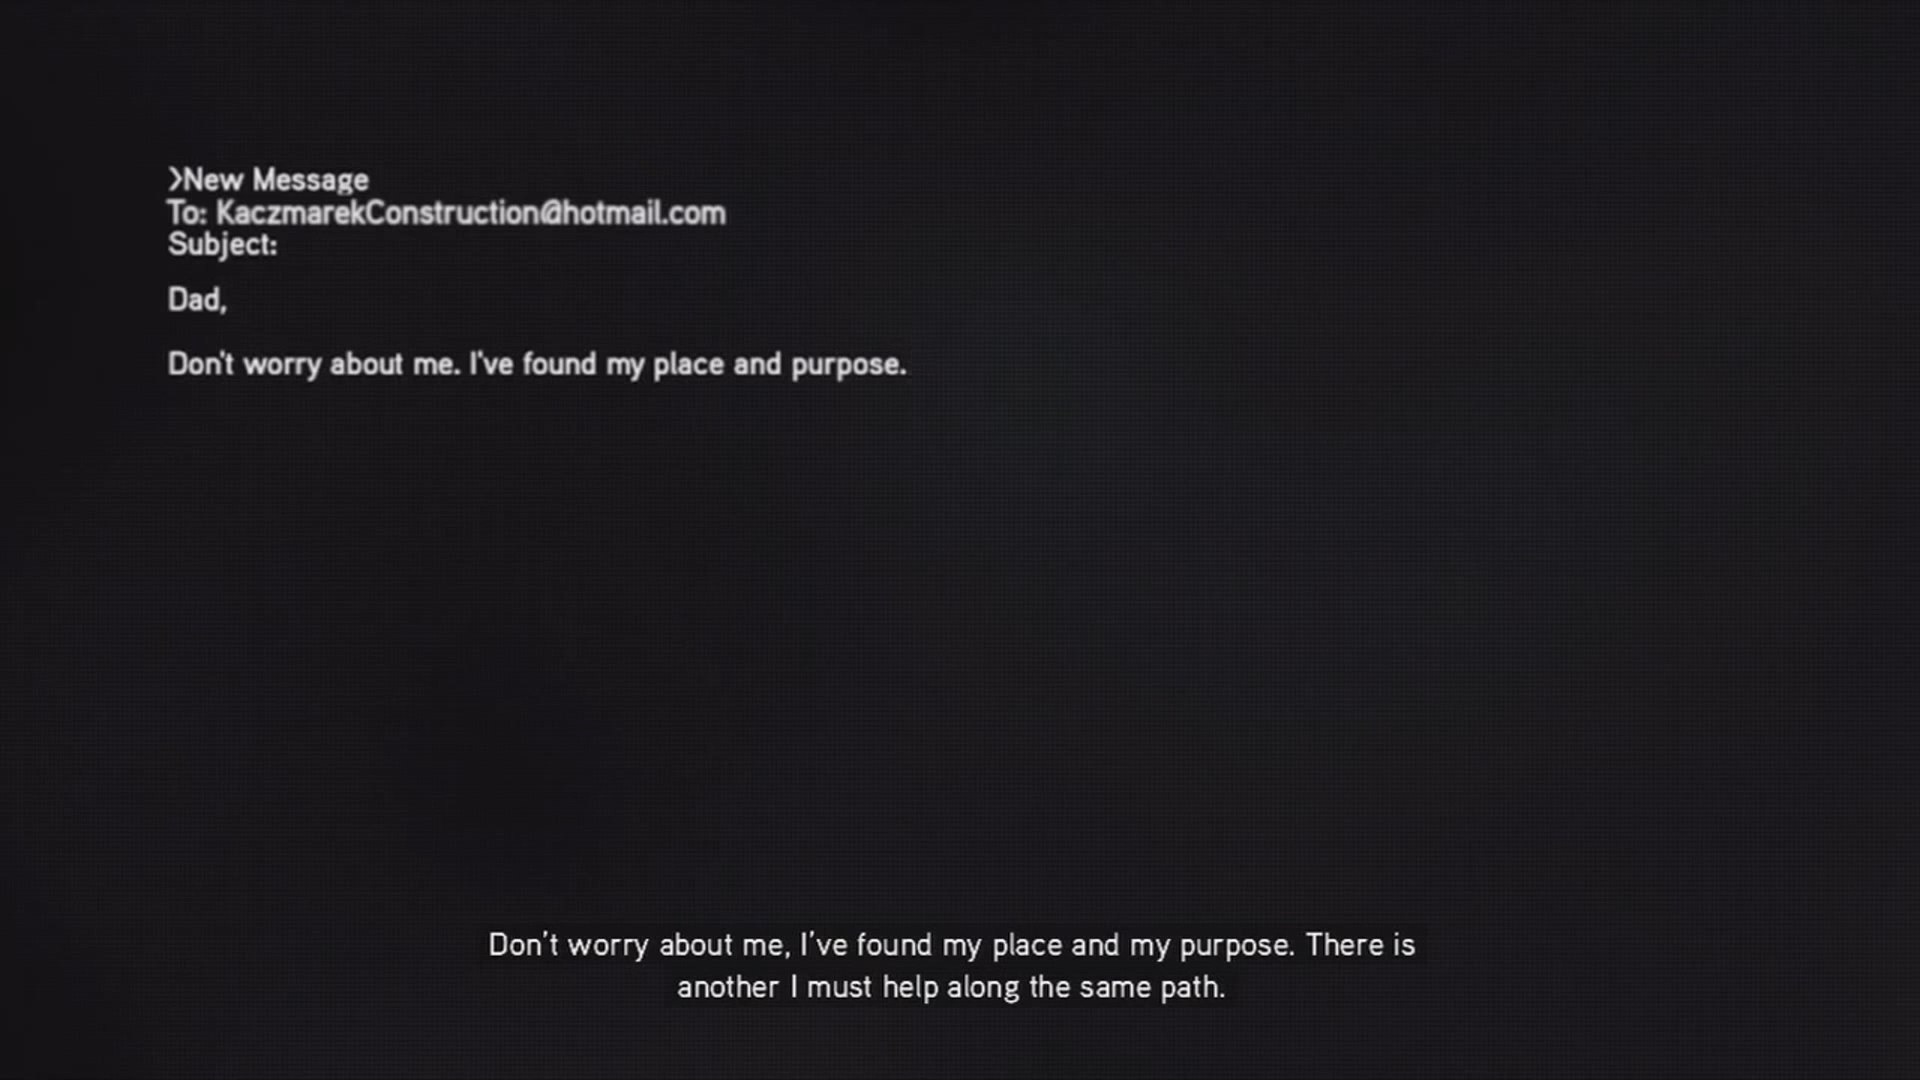 >New Message
To: KaczmarekConstruction@hotmail.com
Subject:
Dad,
Don't worry about me. I've found my place and purpose.
Don't worry about me, I've found my place and my purpose. There is
another I must help along the same path.